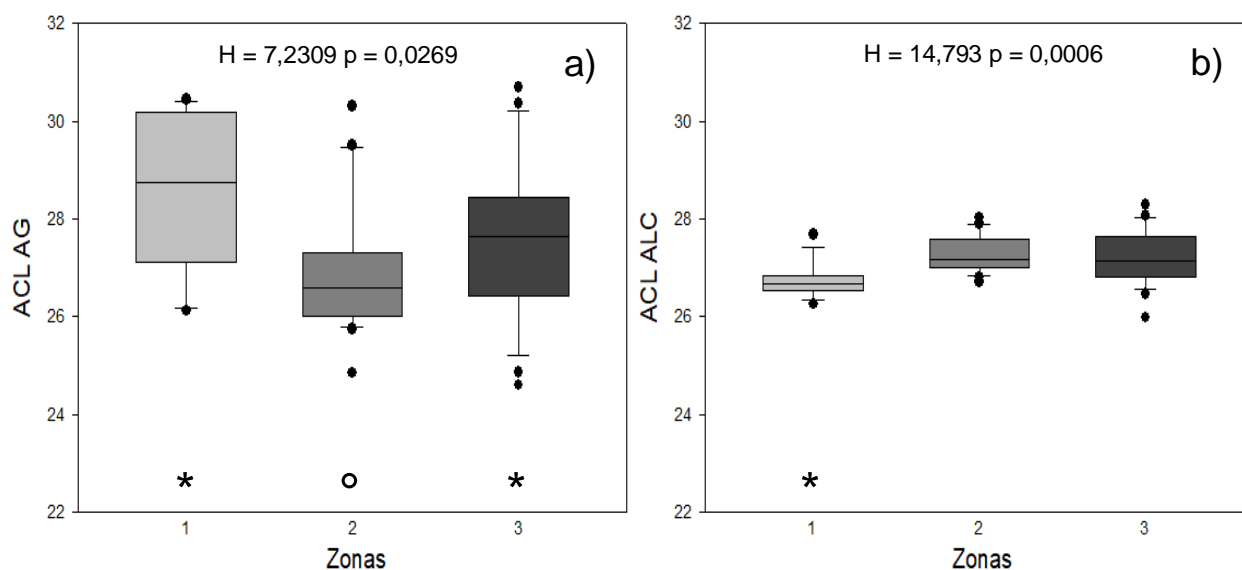 H = 7,2309 p = 0,0269
a)
32
30
28
26
24
22
ACL AG
* ○ *
1 2 3
Zonas
H = 14,793 p = 0,0006
b)
32
30
28
26
24
22
ACL ALC
*
1 2 3
Zonas